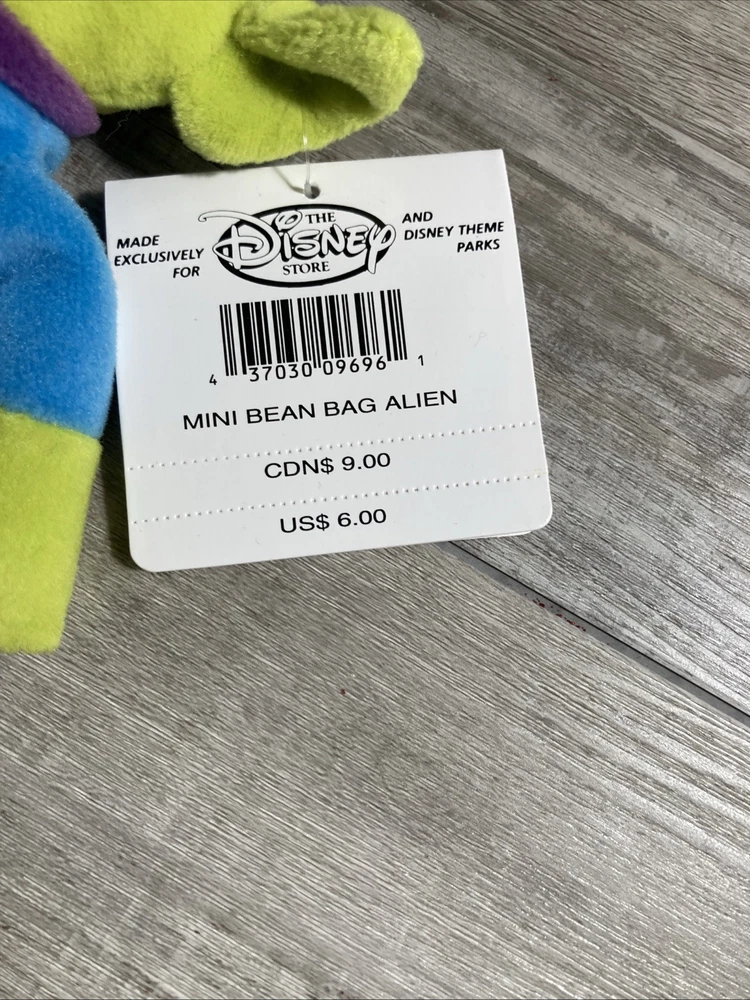 MADE EXCLUSIVELY FOR
THE
Disney
STORE
AND DISNEY THEME PARKS
4 37030 09696 1
MINI BEAN BAG ALIEN
CDN$ 9.00
US$ 6.00